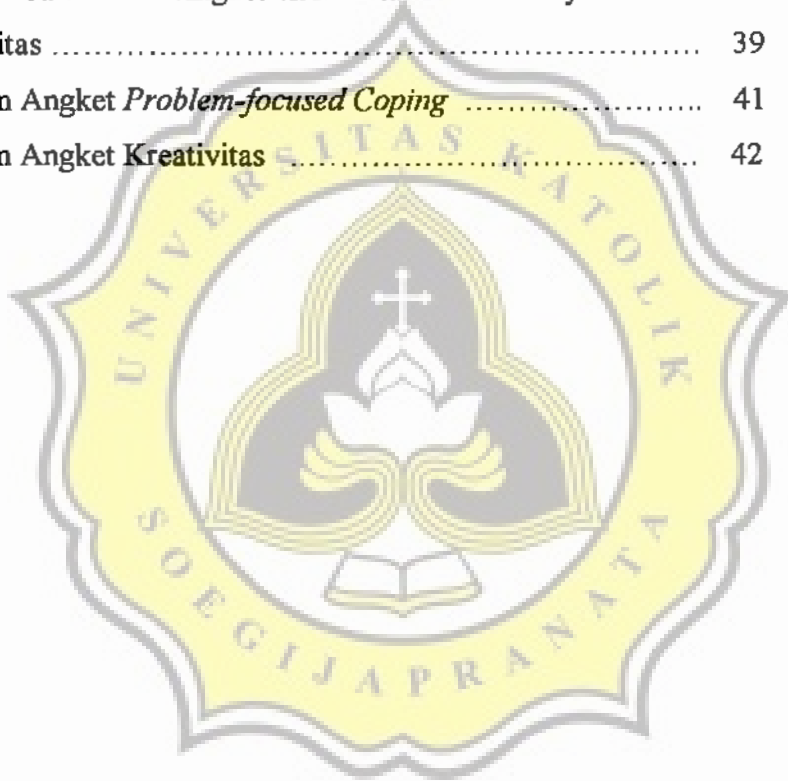 itas ........................................................................ 39
n Angket Problem-focused Coping .......................... 41
n Angket Kreativitas ............................................. 42
UNIVERSITAS KATOLIK
SOEGIJAPRANATA